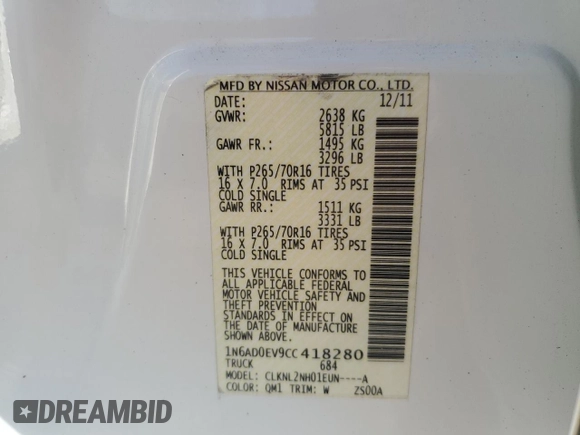 MFD BY NISSAN MOTOR CO., LTD.
DATE: 12/11
GVWR: 2638 KG
5815 LB
GAWR FR.: 1495 KG
3296 LB
WITH P265/70R16 TIRES
16 X 7.0 RIMS AT 35 PSI
COLD SINGLE
GAWR RR.: 1511 KG
3331 LB
WITH P265/70R16 TIRES
16 X 7.0 RIMS AT 35 PSI
COLD SINGLE
THIS VEHICLE CONFORMS TO
ALL APPLICABLE FEDERAL
MOTOR VEHICLE SAFETY AND
THEFT PREVENTION
STANDARDS IN EFFECT ON
THE DATE OF MANUFACTURE
SHOWN ABOVE.
1N6AD0EV9CC418280
TRUCK 684
MODEL: CLKNL2NH01EUN----A
COLOR: QM1 TRIM: W ZS00A
DREAMBID